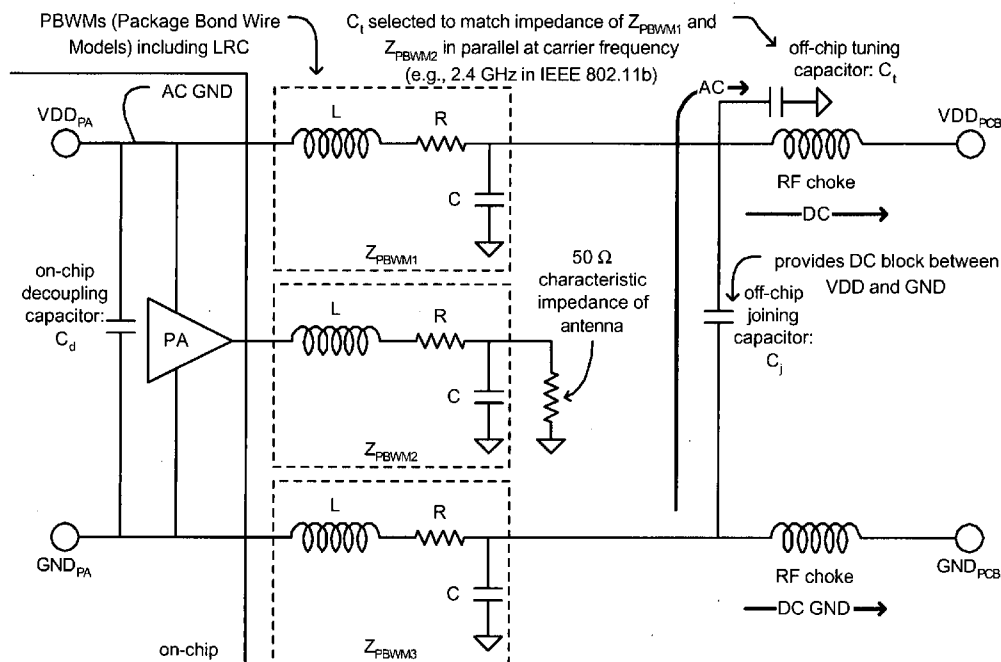 PBWMs (Package Bond Wire
Models) including LRC
C_t selected to match impedance of Z_PBWM1 and
Z_PBWM2 in parallel at carrier frequency
(e.g., 2.4 GHz in IEEE 802.11b)
off-chip tuning
capacitor: C_t
AC GND
VDD_PA
L
R
AC
VDD_PCB
C
RF choke
DC
Z_PBWM1
on-chip
decoupling
capacitor:
C_d
PA
L
R
C
Z_PBWM2
50 Ω
characteristic
impedance of
antenna
provides DC block between
VDD and GND
off-chip
joining
capacitor:
C_j
GND_PA
L
R
C
Z_PBWM3
RF choke
GND_PCB
DC GND
on-chip